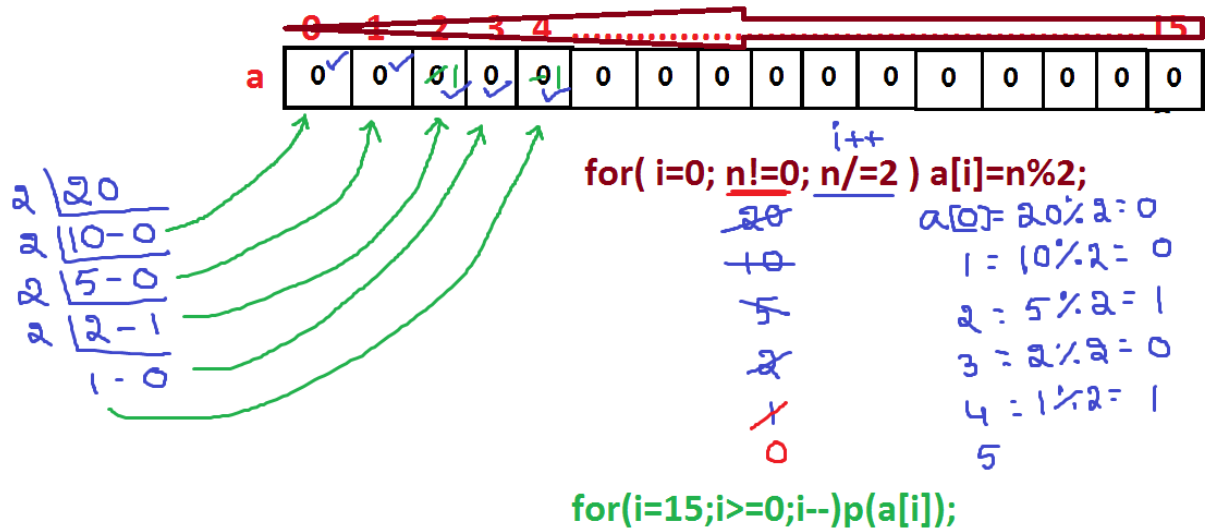 0 1 2 3 4 ........................................................ 15
a 0 0 0 1 0 0 1 0 0 0 0 0 0 0 0 0 0 0
i++
for( i=0; n!=0; n/=2 ) a[i]=n%2;
2 20
2 10-0
2 5-0
2 2-1
1-0
20 a[0]= 20%2=0
10 1 = 10%2= 0
5 2 = 5%2= 1
2 3 = 2%2= 0
1 4 = 1%2= 1
0 5
for(i=15;i>=0;i--)p(a[i]);